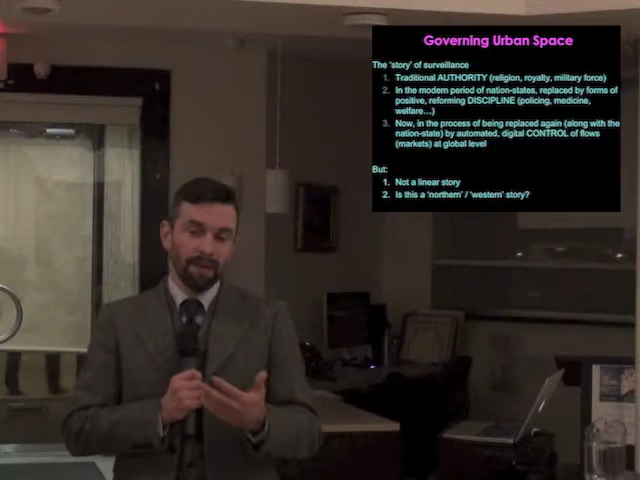 Governing Urban Space
The 'story' of surveillance
1. Traditional AUTHORITY (religion, royalty, military force)
2. In the modern period of nation-states, replaced by forms of
positive, reforming DISCIPLINE (policing, medicine,
welfare…)
3. Now, in the process of being replaced again (along with the
nation-state) by automated, digital CONTROL of flows
(markets) at global level
But:
1. Not a linear story
2. Is this a 'northern' / 'western' story?